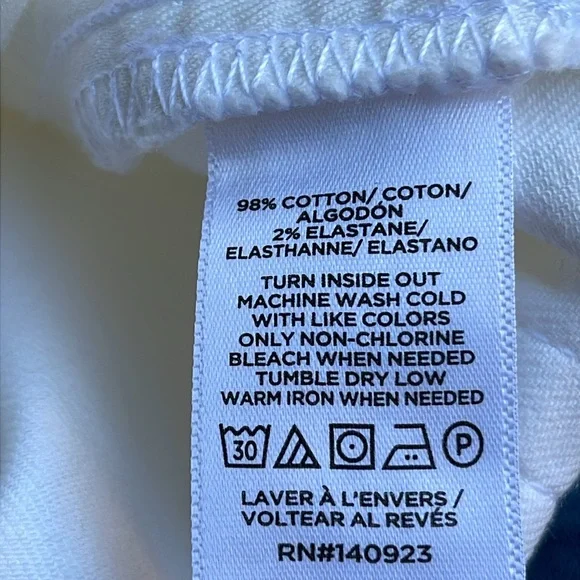 98% COTTON/ COTON/
ALGODÓN
2% ELASTANE/
ELASTHANNE/ ELASTANO
TURN INSIDE OUT
MACHINE WASH COLD
WITH LIKE COLORS
ONLY NON-CHLORINE
BLEACH WHEN NEEDED
TUMBLE DRY LOW
WARM IRON WHEN NEEDED
30 P
LAVER À L'ENVERS /
VOLTEAR AL REVÉS
RN#140923